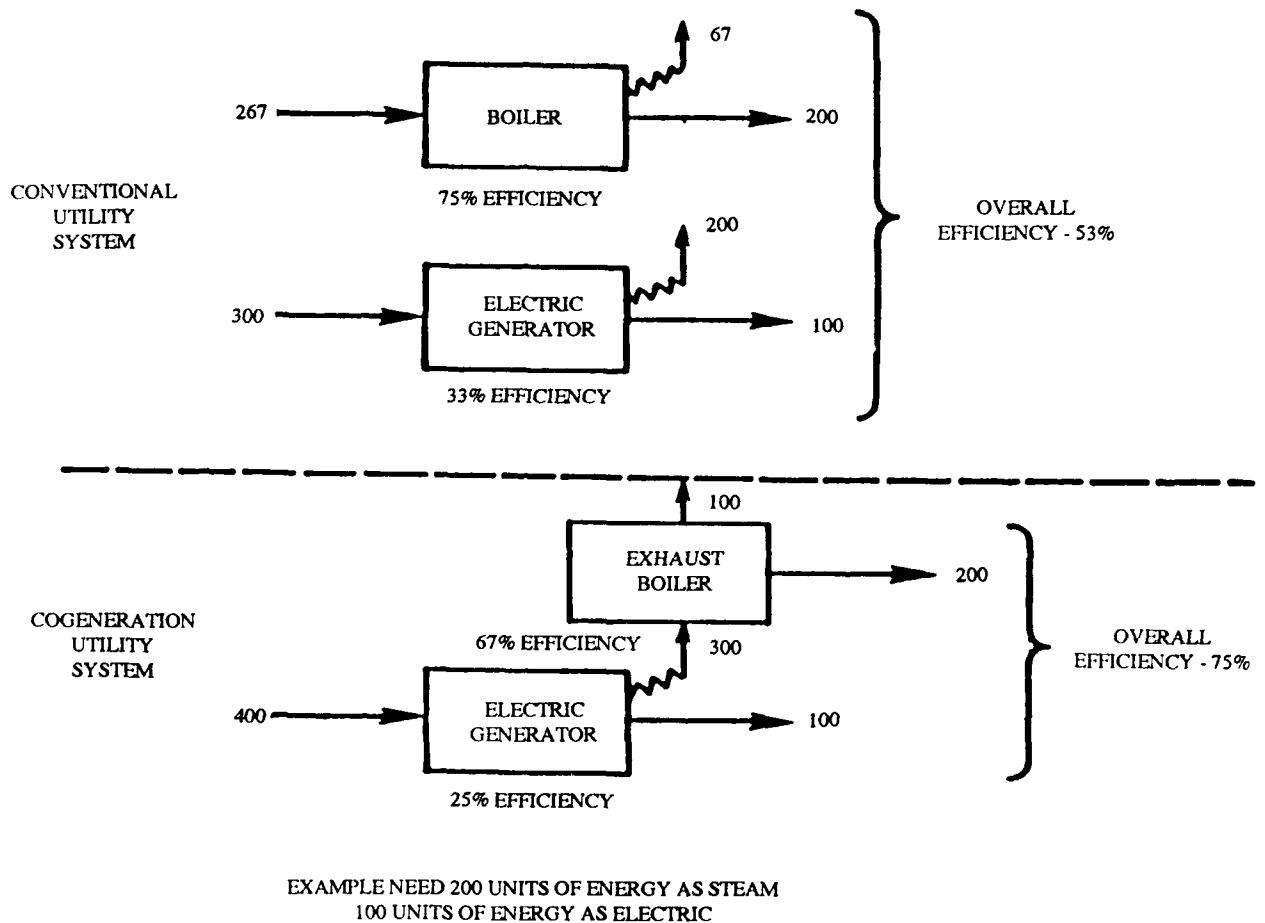 67
267
BOILER
200
CONVENTIONAL
UTILITY
SYSTEM
75% EFFICIENCY
OVERALL
EFFICIENCY - 53%
200
300
ELECTRIC
GENERATOR
100
33% EFFICIENCY
100
EXHAUST
BOILER
200
COGENERATION
UTILITY
SYSTEM
67% EFFICIENCY
300
OVERALL
EFFICIENCY - 75%
400
ELECTRIC
GENERATOR
100
25% EFFICIENCY
EXAMPLE NEED 200 UNITS OF ENERGY AS STEAM
100 UNITS OF ENERGY AS ELECTRIC